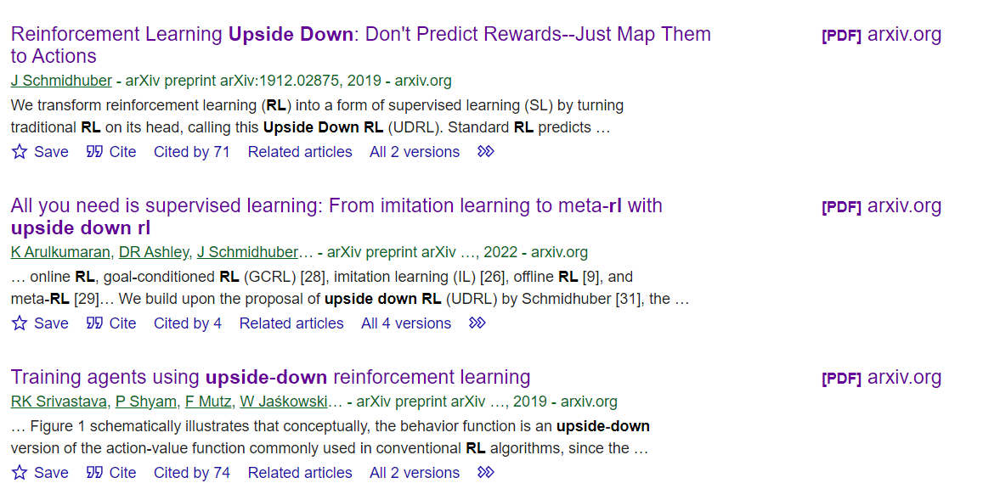 Reinforcement Learning Upside Down: Don't Predict Rewards--Just Map Them
to Actions
[PDF] arxiv.org
J Schmidhuber - arXiv preprint arXiv:1912.02875, 2019 - arxiv.org
We transform reinforcement learning (RL) into a form of supervised learning (SL) by turning
traditional RL on its head, calling this Upside Down RL (UDRL). Standard RL predicts …
Save Cite Cited by 71 Related articles All 2 versions
All you need is supervised learning: From imitation learning to meta-rl with
upside down rl
[PDF] arxiv.org
K Arulkumaran, DR Ashley, J Schmidhuber… - arXiv preprint arXiv …, 2022 - arxiv.org
… online RL, goal-conditioned RL (GCRL) [28], imitation learning (IL) [26], offline RL [9], and
meta-RL [29]… We build upon the proposal of upside down RL (UDRL) by Schmidhuber [31], the …
Save Cite Cited by 4 Related articles All 4 versions
Training agents using upside-down reinforcement learning
[PDF] arxiv.org
RK Srivastava, P Shyam, F Mutz, W Jaśkowski… - arXiv preprint arXiv …, 2019 - arxiv.org
… Figure 1 schematically illustrates that conceptually, the behavior function is an upside-down
version of the action-value function commonly used in conventional RL algorithms, since the …
Save Cite Cited by 74 Related articles All 2 versions